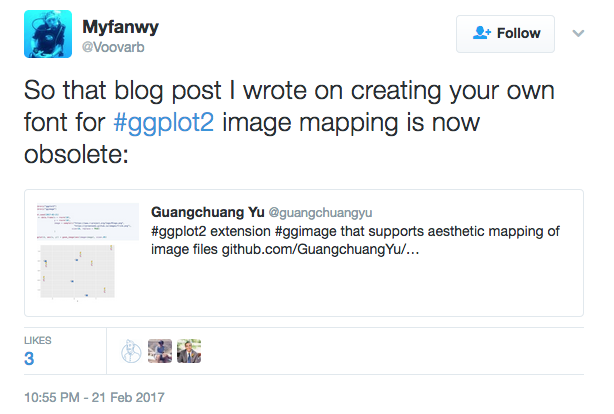 Myfanwy
@Voovarb
Follow
So that blog post I wrote on creating your own
font for #ggplot2 image mapping is now
obsolete:
Guangchuang Yu @guangchuangyu
#ggplot2 extension #ggimage that supports aesthetic mapping of
image files github.com/GuangchuangYu/…
LIKES
3
10:55 PM - 21 Feb 2017